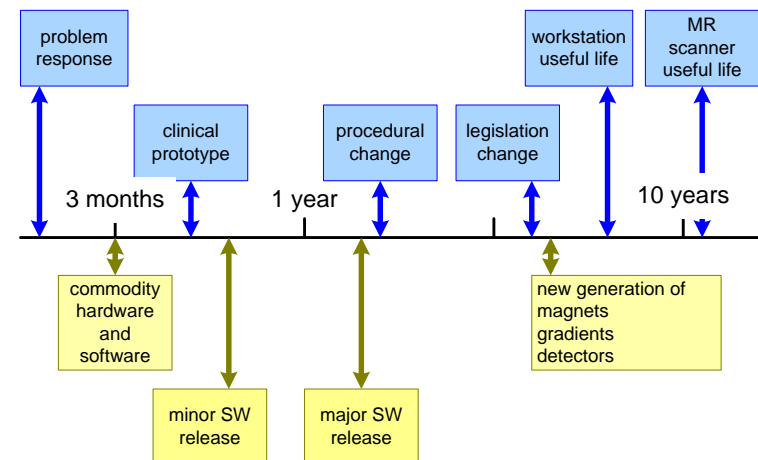 problem
response
workstation
useful life
MR
scanner
useful life
clinical
prototype
procedural
change
legislation
change
3 months
1 year
10 years
commodity
hardware
and
software
new generation of
magnets
gradients
detectors
minor SW
release
major SW
release